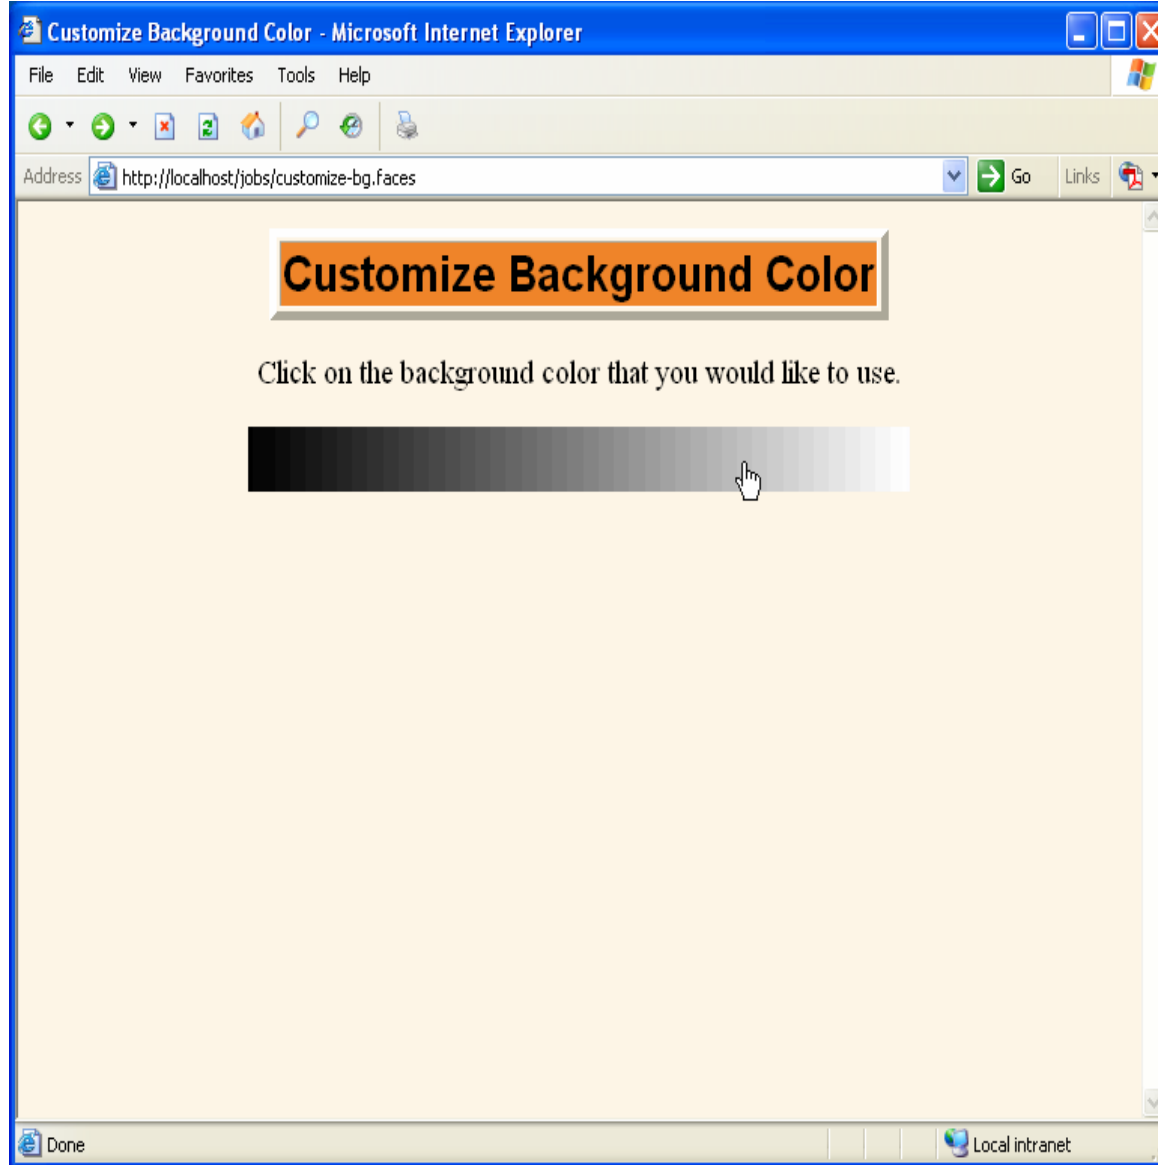 Customize Background Color - Microsoft Internet Explorer
File Edit View Favorites Tools Help
Address http://localhost/jobs/customize-bg.faces Go Links
Customize Background Color
Click on the background color that you would like to use.
Done Local intranet